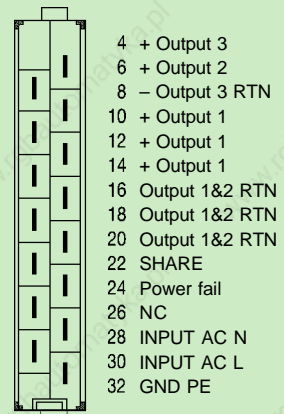 4 + Output 3
6 + Output 2
8 – Output 3 RTN
10 + Output 1
12 + Output 1
14 + Output 1
16 Output 1&2 RTN
18 Output 1&2 RTN
20 Output 1&2 RTN
22 SHARE
24 Power fail
26 NC
28 INPUT AC N
30 INPUT AC L
32 GND PE